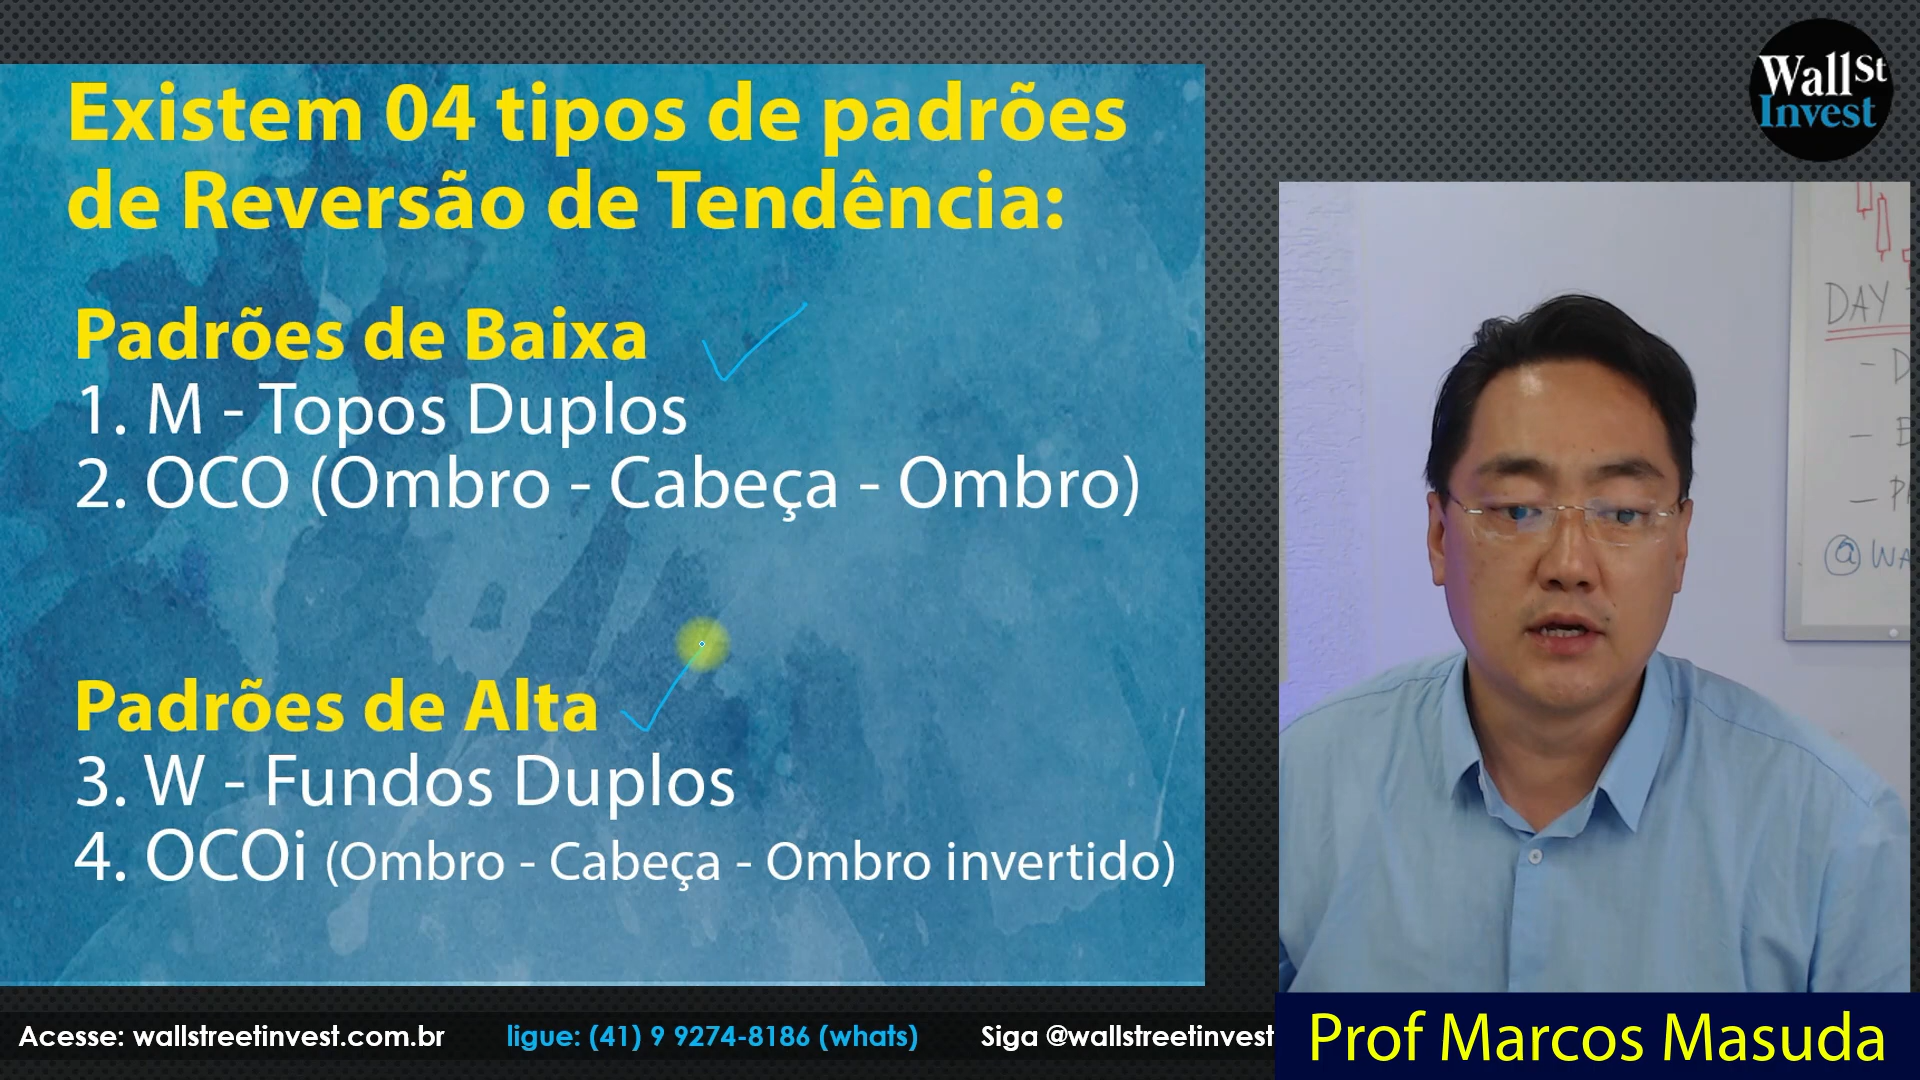 Existem 04 tipos de padrões
de Reversão de Tendência:
Padrões de Baixa
1. M - Topos Duplos
2. OCO (Ombro - Cabeça - Ombro)
Padrões de Alta
3. W - Fundos Duplos
4. OCOi (Ombro - Cabeça - Ombro invertido)
WallSt
Invest
DAY
@WA
Acesse: wallstreetinvest.com.br
ligue: (41) 9 9274-8186 (whats)
Siga @wallstreetinvest
Prof Marcos Masuda